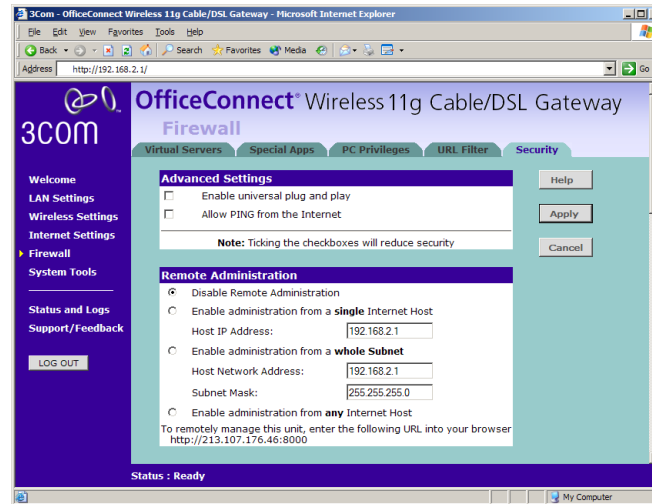 3Com - OfficeConnect Wireless 11g Cable/DSL Gateway - Microsoft Internet Explorer
File Edit View Favorites Tools Help
Back Search Favorites Media
Address http://192.168.2.1/ Go
3com
OfficeConnect® Wireless 11g Cable/DSL Gateway
Firewall
Virtual Servers Special Apps PC Privileges URL Filter Security
Welcome
LAN Settings
Wireless Settings
Internet Settings
Firewall
System Tools
Status and Logs
Support/Feedback
LOG OUT
Advanced Settings
Enable universal plug and play
Allow PING from the Internet
Note: Ticking the checkboxes will reduce security
Remote Administration
Disable Remote Administration
Enable administration from a single Internet Host
Host IP Address: 192.168.2.1
Enable administration from a whole Subnet
Host Network Address: 192.168.2.1
Subnet Mask: 255.255.255.0
Enable administration from any Internet Host
To remotely manage this unit, enter the following URL into your browser
http://213.107.176.46:8000
Help
Apply
Cancel
Status : Ready
My Computer